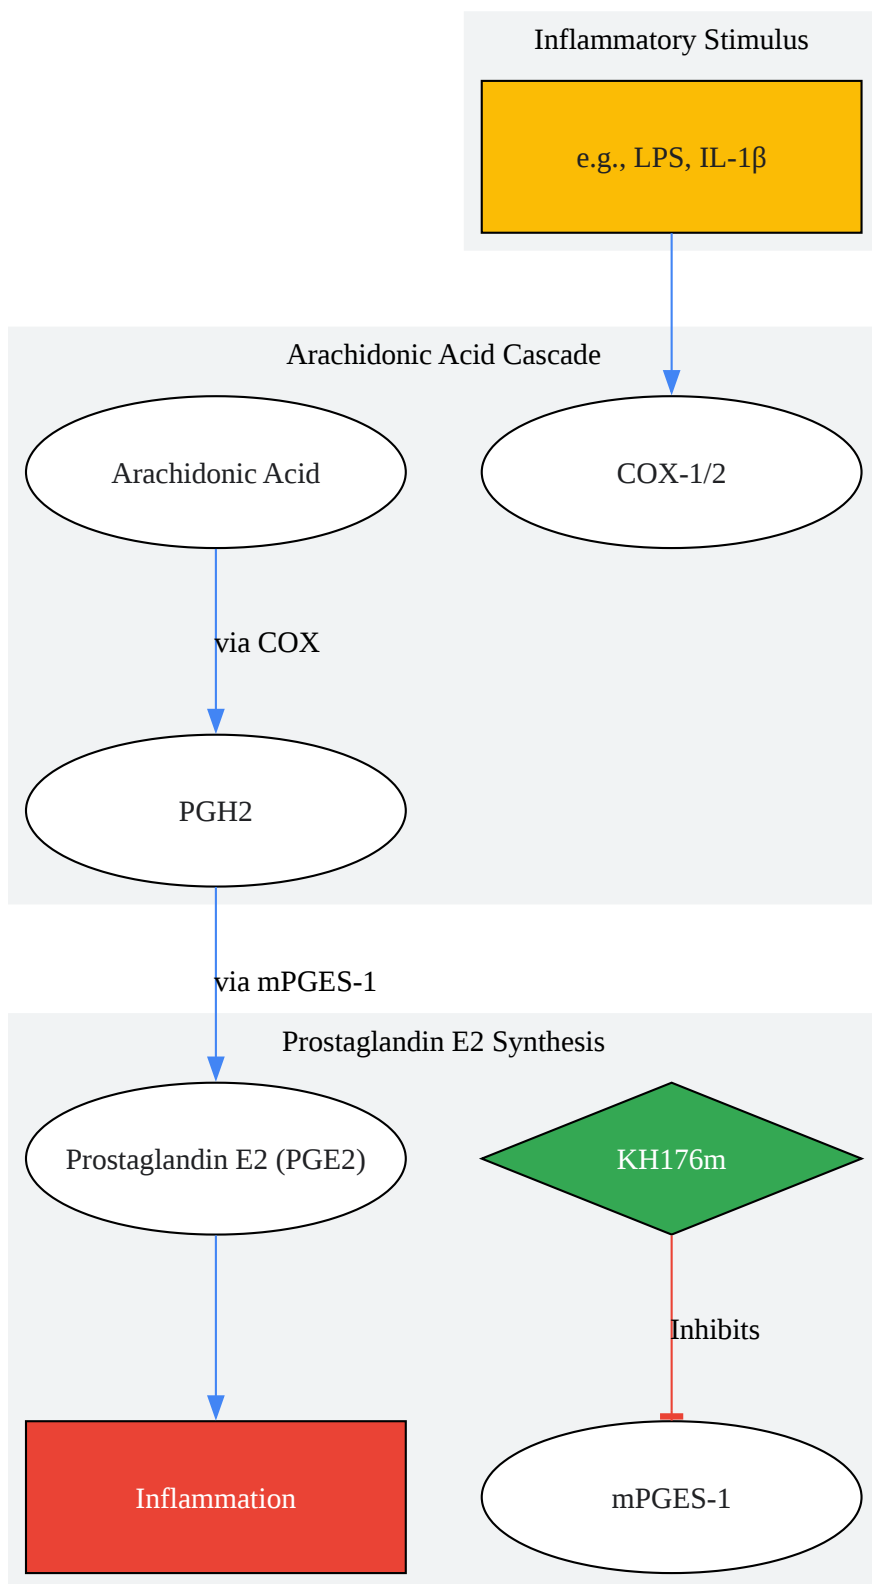 Inflammatory Stimulus
e.g., LPS, IL-1β
Arachidonic Acid Cascade
Arachidonic Acid
COX-1/2
via COX
PGH2
via mPGES-1
Prostaglandin E2 Synthesis
Prostaglandin E2 (PGE2)
KH176m
Inhibits
Inflammation
mPGES-1